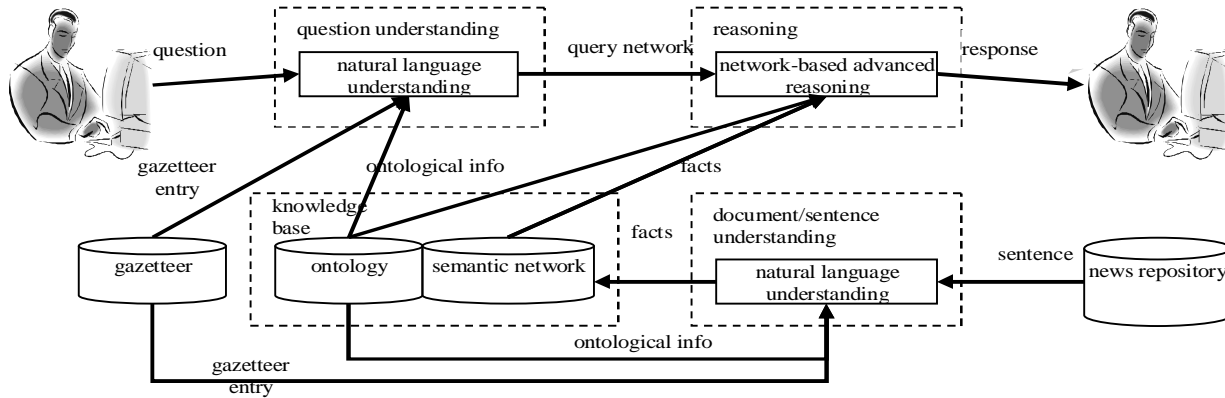 question understanding
reasoning
question
query network
response
natural language
understanding
network-based advanced
reasoning
gazetteer
entry
ontological info
facts
knowledge
base
document/sentence
understanding
facts
gazetteer
ontology
semantic network
natural language
understanding
sentence
news repository
ontological info
gazetteer
entry